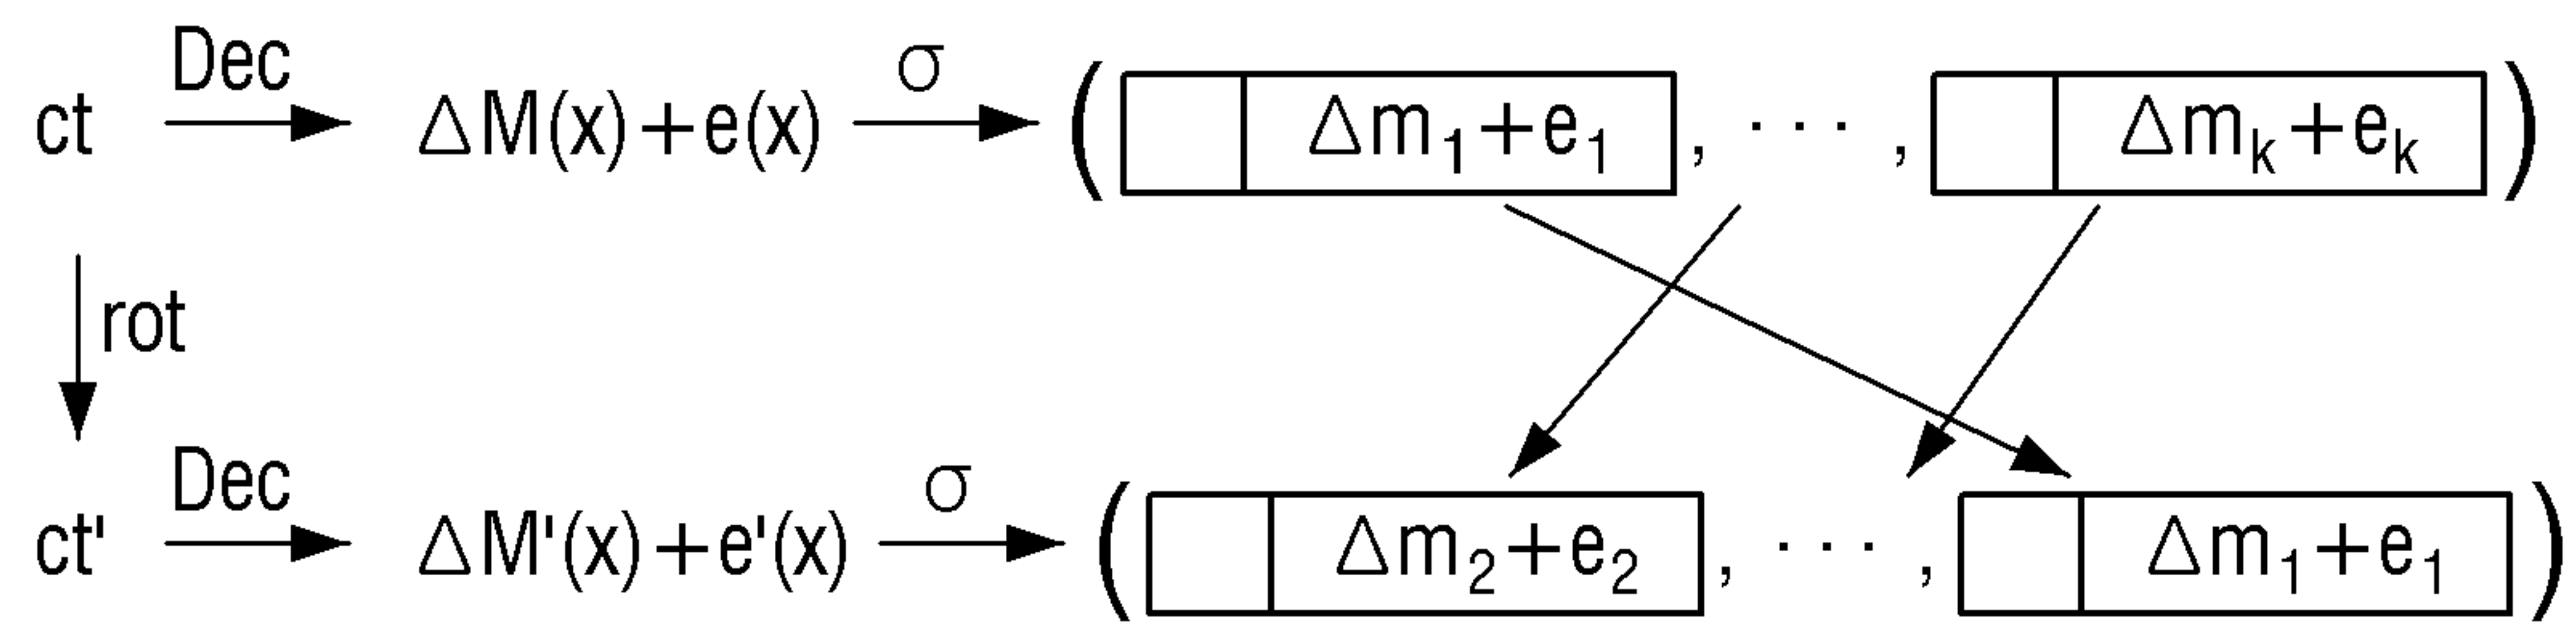 ct Dec ΔM(x)+e(x) σ ( Δm₁+e₁ , ··· , Δmₖ+eₖ )
rot
ct' Dec ΔM'(x)+e'(x) σ ( Δm₂+e₂ , ··· , Δm₁+e₁ )